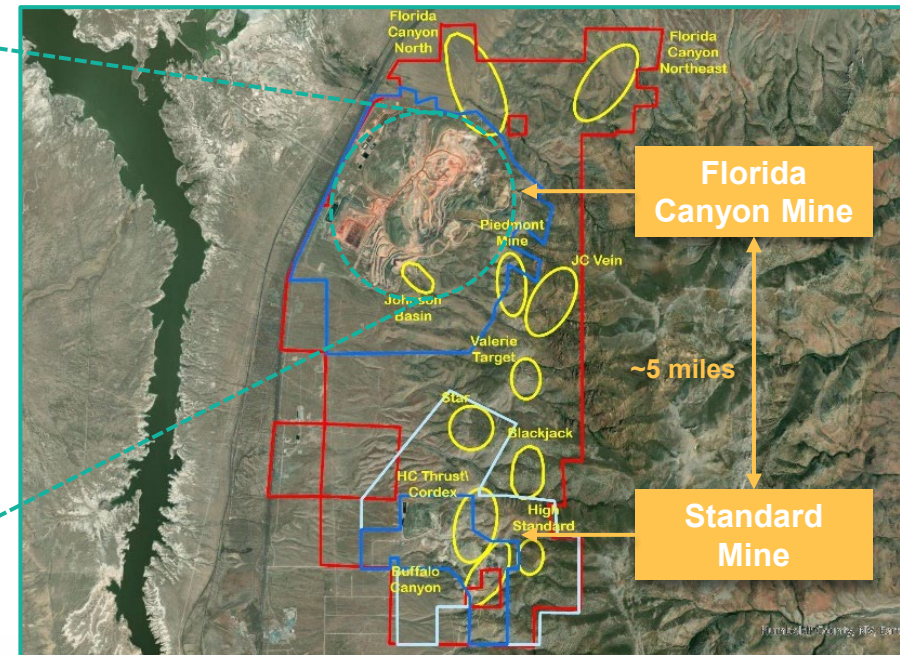 Florida
Canyon
North
Florida
Canyon
Northeast
Florida
Canyon Mine
Piedmont
Mine
JC Vein
Johnson
Basin
Valerie
Target
~5 miles
Star
Blackjack
HC Thrust\
Cordex
High
Standard
Standard
Mine
Buffalo
Canyon